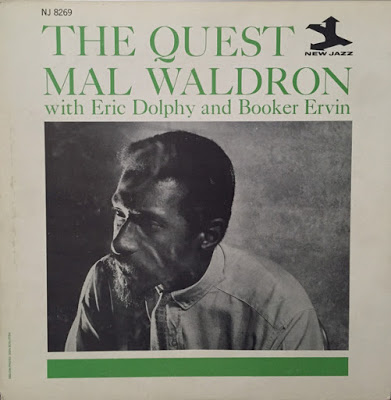 NJ 8269
THE QUEST
NEW JAZZ
MAL WALDRON
with Eric Dolphy and Booker Ervin